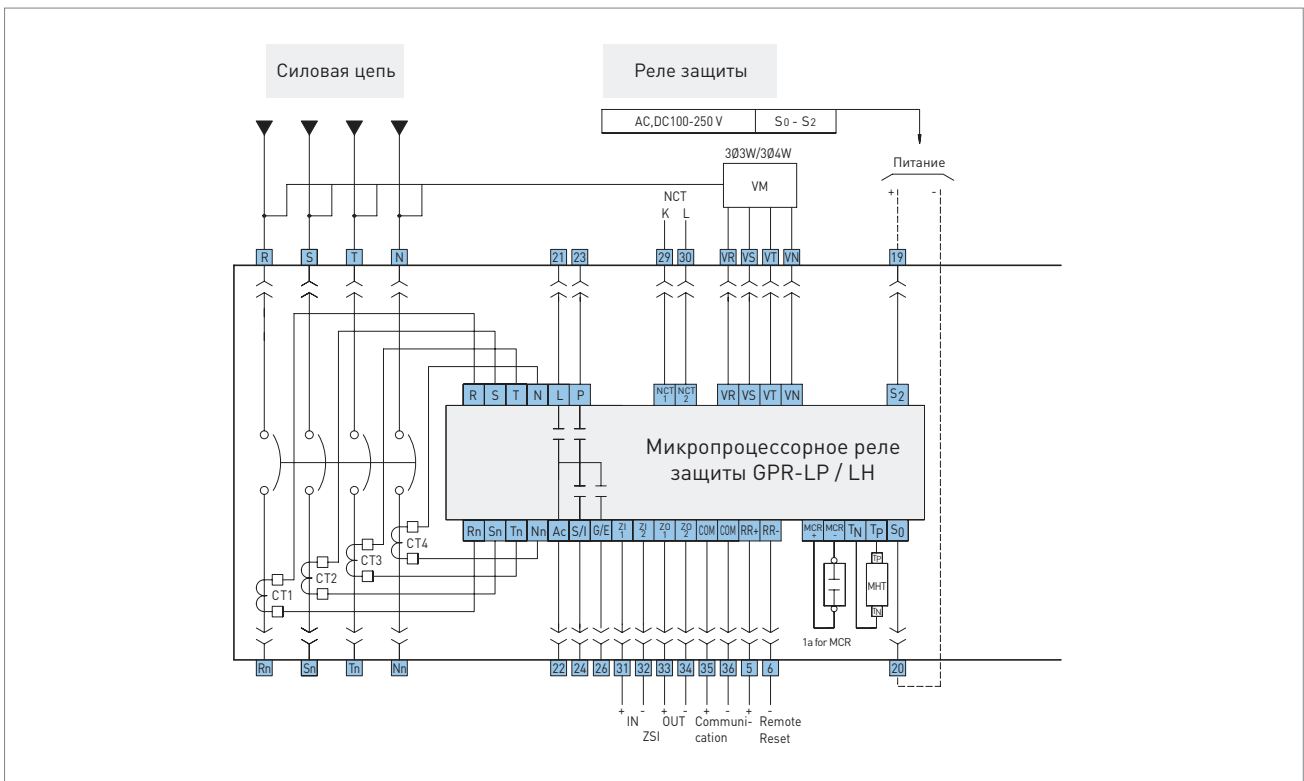 Силовая цепь
Реле защиты
AC,DC100-250 V
S0 - S2
3Ø3W/3Ø4W
Питание
VM
NCT
K L
+ -
R S T N 21 23 29 30 VR VS VT VN 19
R S T N L P NCT 1 NCT 2 VR VS VT VN S2
Микропроцессорное реле
защиты GPR-LP / LH
Rn Sn Tn Nn Ac S/I G/E ZI 1 ZI 2 ZO 1 ZO 2 COM COM RR+ RR- MCR + MCR - TN TP S0
CT4
CT3
CT2
CT1
TP
MHT
TN
1a for MCR
Rn Sn Tn Nn 22 24 26 31 32 33 34 35 36 5 6 20
+ - + - + - + -
IN OUT Communi- Remote
ZSI cation Reset